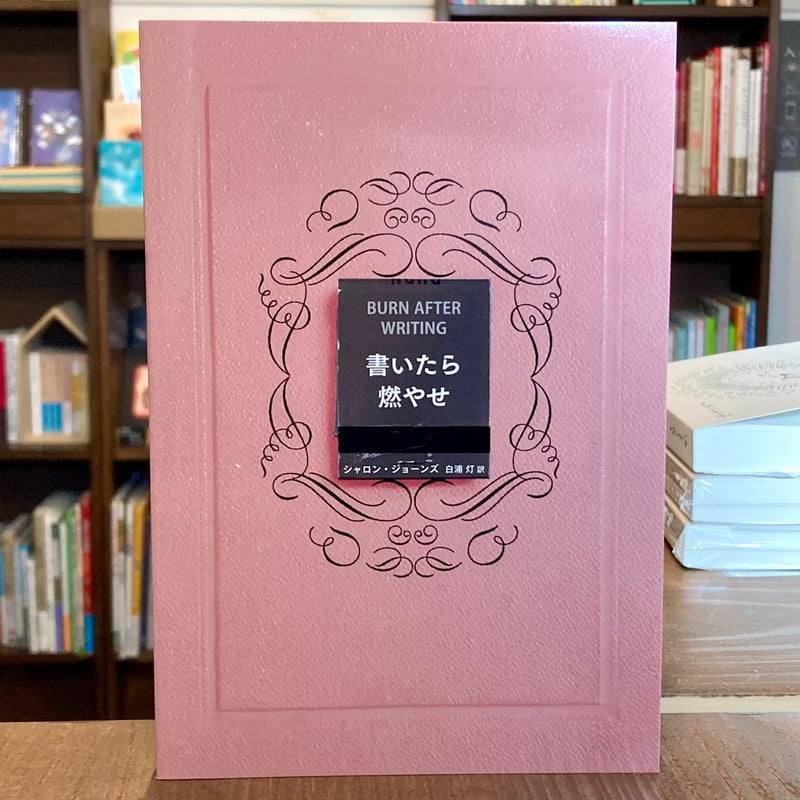 BURN AFTER
WRITING
書いたら
燃やせ
シャロン・ジョーンズ 白浦 灯 訳